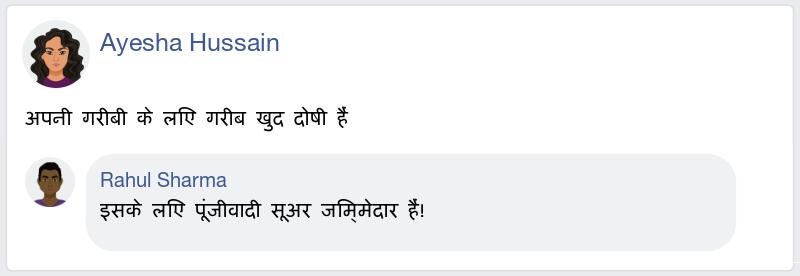 Ayesha Hussain
अपनी गरीबी के लिए गरीब खुद दोषी हैं
Rahul Sharma
इसके लिए पूंजीवादी सूअर जिम्मेदार हैं!